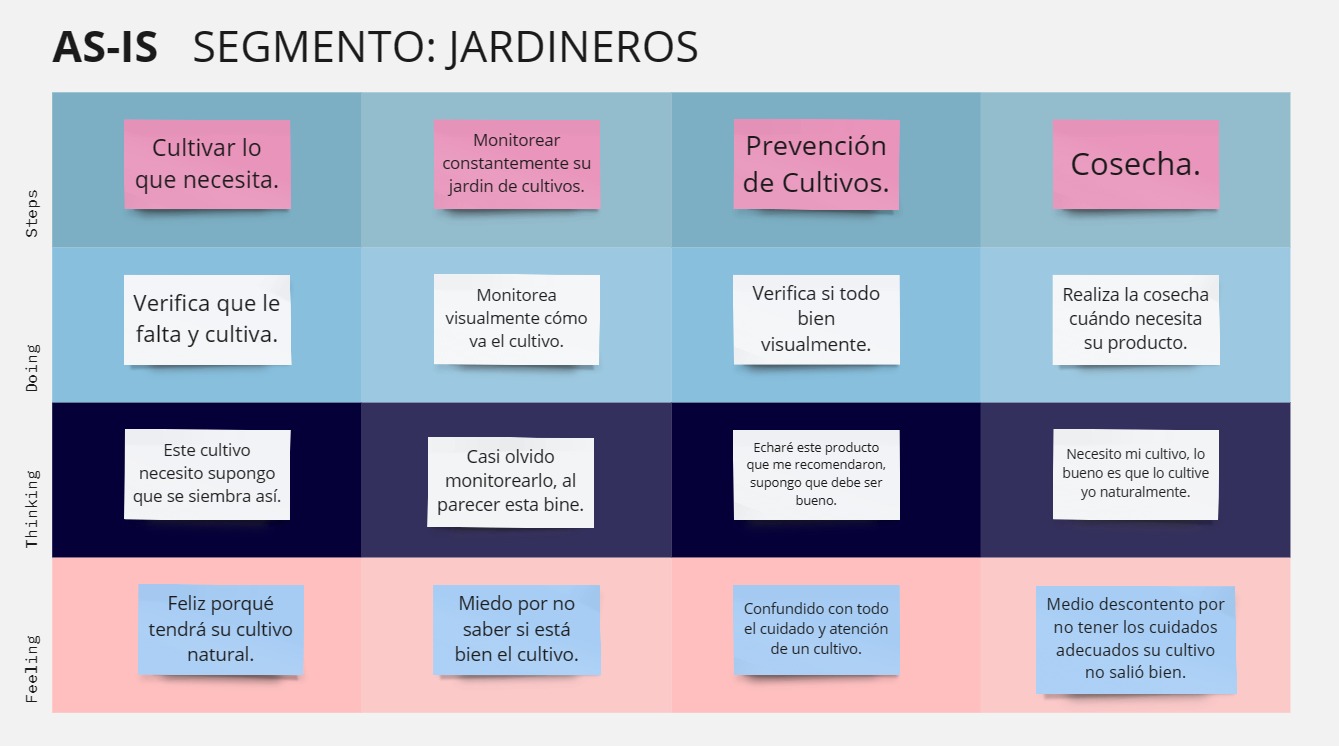 AS-IS SEGMENTO: JARDINEROS
Steps
Cultivar lo
que necesita.
Monitorear
constantemente su
jardin de cultivos.
Prevención
de Cultivos.
Cosecha.
Doing
Verifica que le
falta y cultiva.
Monitorea
visualmente cómo
va el cultivo.
Verifica si todo
bien
visualmente.
Realiza la cosecha
cuándo necesita
su producto.
Thinking
Este cultivo
necesito supongo
que se siembra así.
Casi olvido
monitorearlo, al
parecer esta bine.
Echaré este producto
que me recomendaron,
supongo que debe ser
bueno.
Necesito mi cultivo, lo
bueno es que lo cultive
yo naturalmente.
Feeling
Feliz porqué
tendrá su cultivo
natural.
Miedo por no
saber si está
bien el cultivo.
Confundido con todo
el cuidado y atención
de un cultivo.
Medio descontento por
no tener los cuidados
adecuados su cultivo
no salió bien.